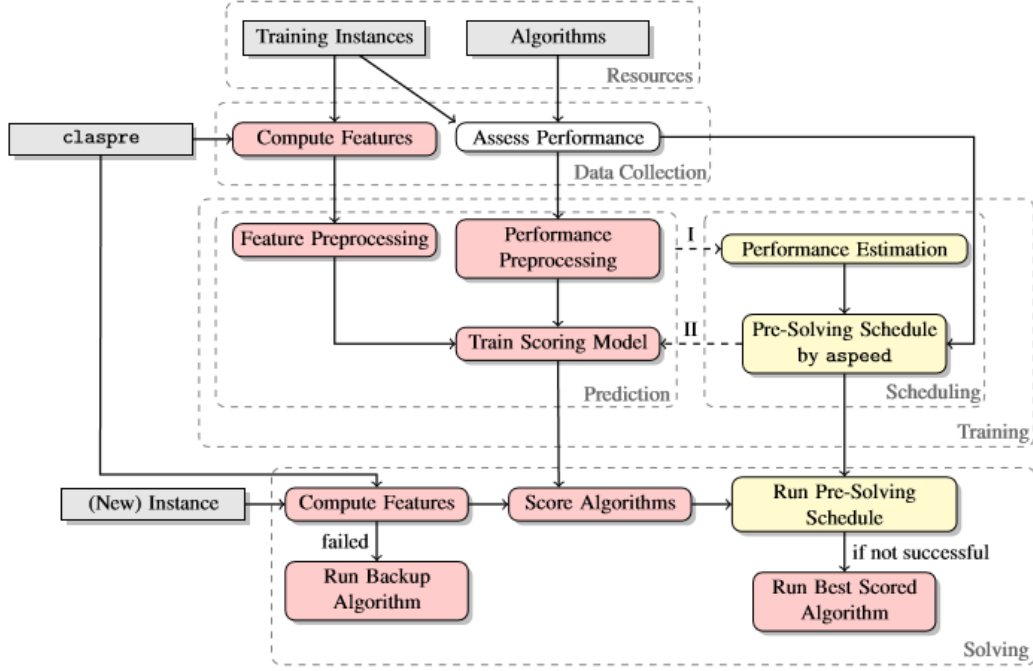 Training Instances
Algorithms
Resources
claspre
Compute Features
Assess Performance
Data Collection
Feature Preprocessing
Performance
Preprocessing
I
Performance Estimation
Train Scoring Model
II
Pre-Solving Schedule
by aspeed
Prediction
Scheduling
Training
(New) Instance
Compute Features
Score Algorithms
Run Pre-Solving
Schedule
failed
if not successful
Run Backup
Algorithm
Run Best Scored
Algorithm
Solving